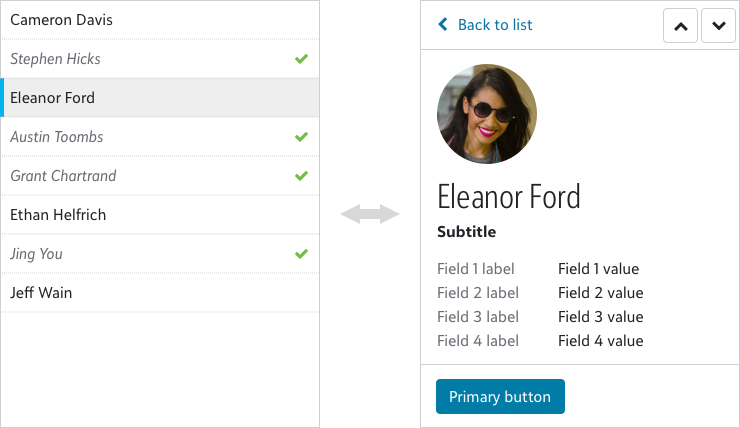 Cameron Davis
Stephen Hicks
Eleanor Ford
Austin Toombs
Grant Chartrand
Ethan Helfrich
Jing You
Jeff Wain
Back to list
Eleanor Ford
Subtitle
Field 1 label Field 1 value
Field 2 label Field 2 value
Field 3 label Field 3 value
Field 4 label Field 4 value
Primary button